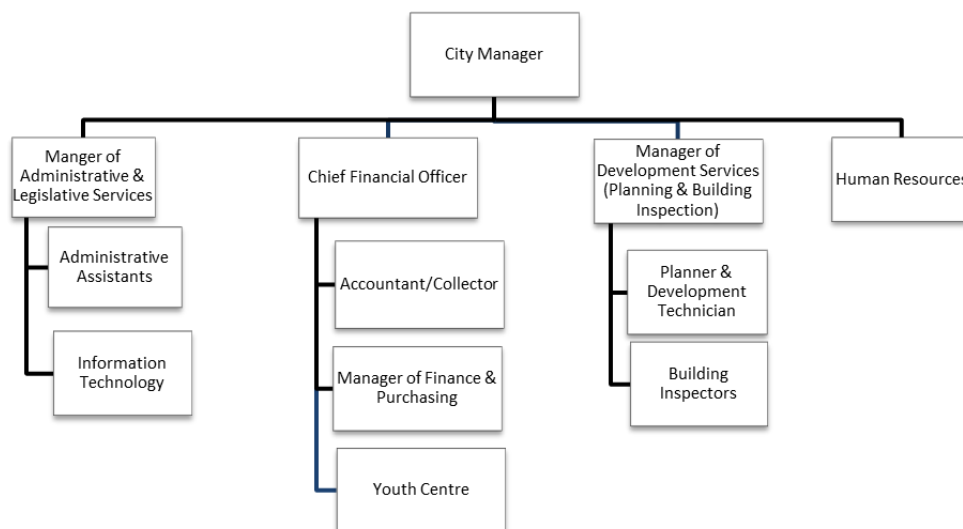 City Manager
Manger of
Administrative &
Legislative Services
Chief Financial Officer
Manager of
Development Services
(Planning & Building
Inspection)
Human Resources
Administrative
Assistants
Information
Technology
Accountant/Collector
Manager of Finance &
Purchasing
Youth Centre
Planner &
Development
Technician
Building
Inspectors